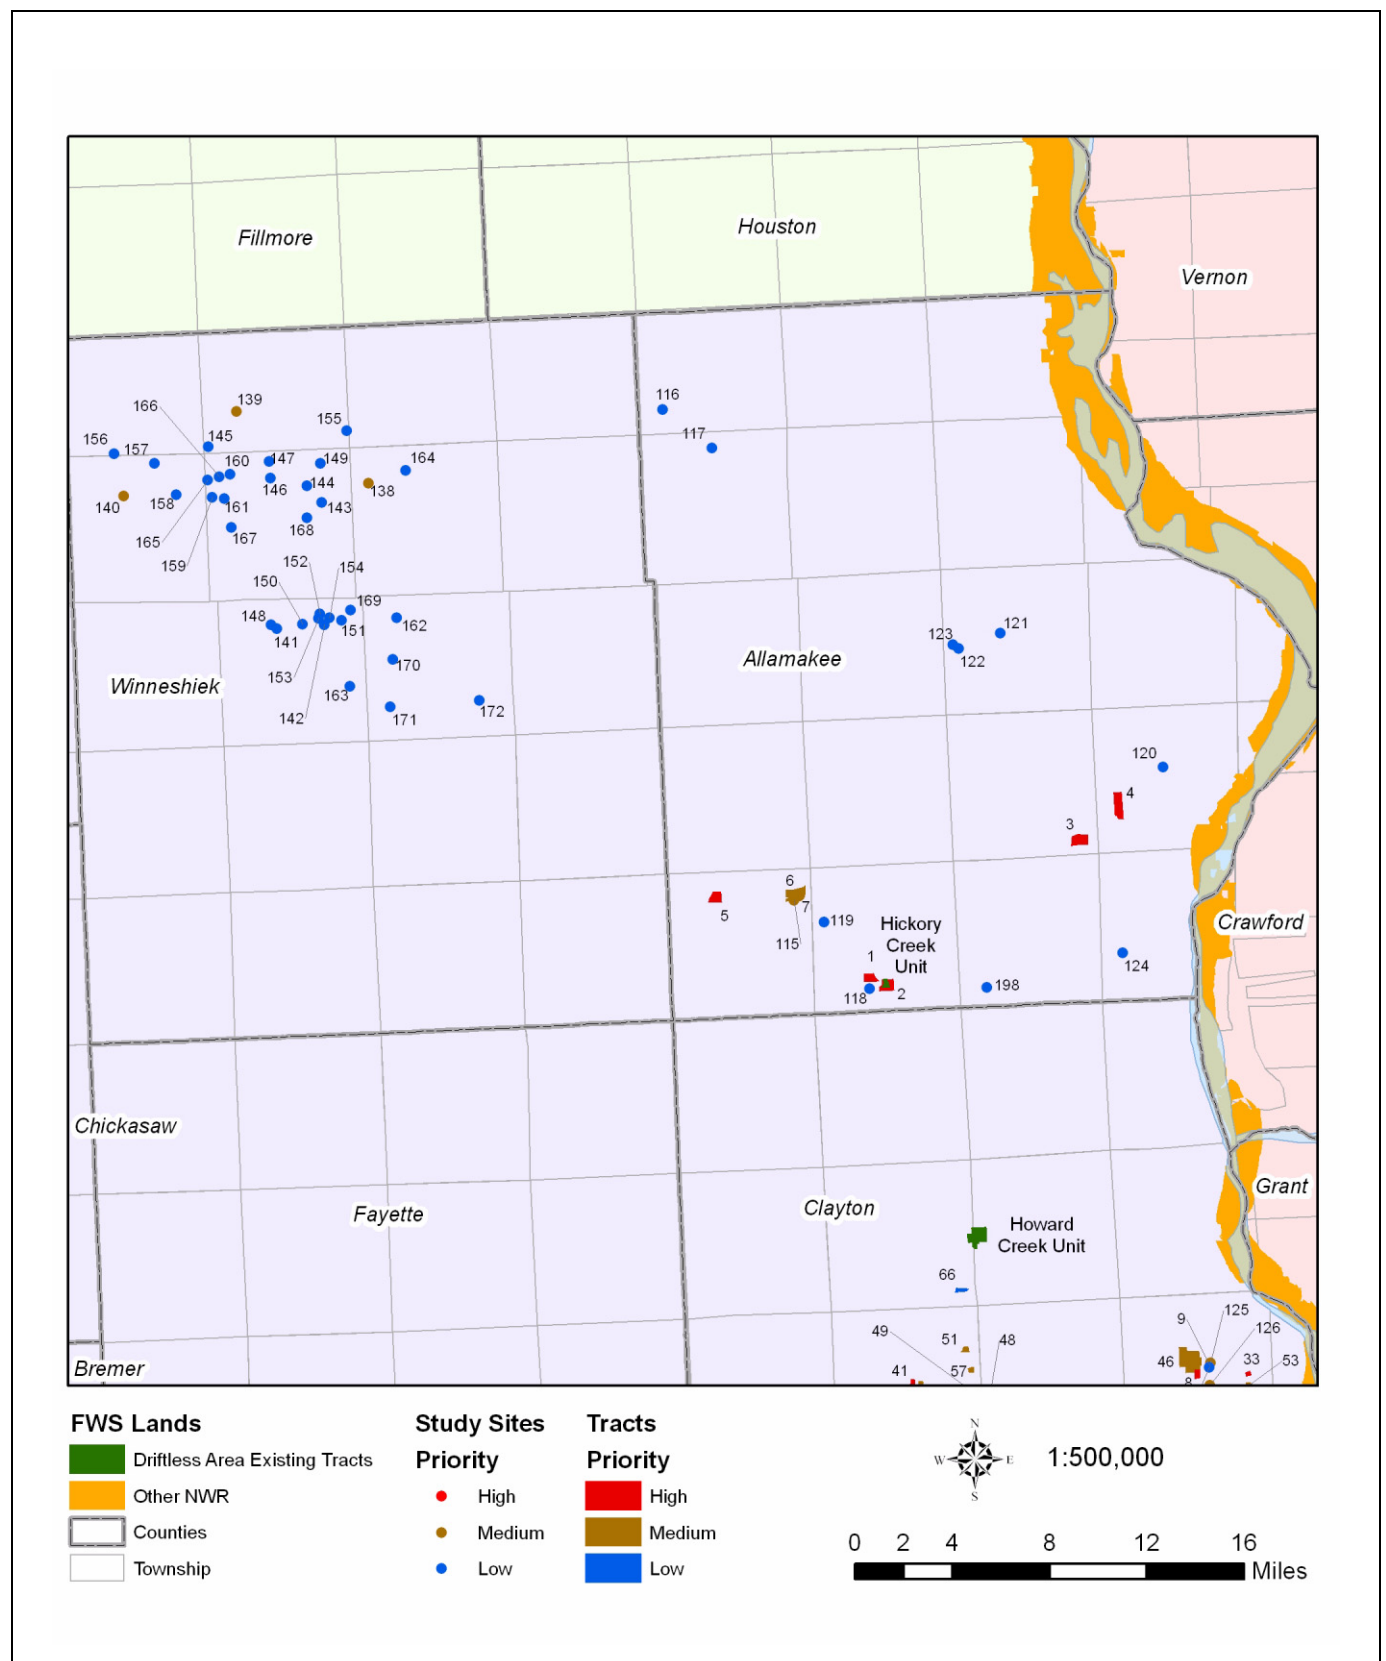 Fillmore
Houston
Vernon
166
139
155
116
156
157
145
117
160
147
149
164
146
144
138
140
158
161
143
165
167
168
159
152
154
150
169
148
141
151
162
153
170
163
142
171
172
Winneshiek
Allamakee
123
121
122
120
4
3
6
5
7
119
115
Hickory
Creek
Unit
1
118
2
198
124
Crawford
Chickasaw
Fayette
Clayton
Grant
Howard
Creek Unit
66
49
51
48
57
41
9
125
126
46
33
53
8
Bremer
FWS Lands
Driftless Area Existing Tracts
Other NWR
Counties
Township
Study Sites
Priority
High
Medium
Low
Tracts
Priority
High
Medium
Low
N
W E
S
1:500,000
0 2 4 8 12 16
Miles